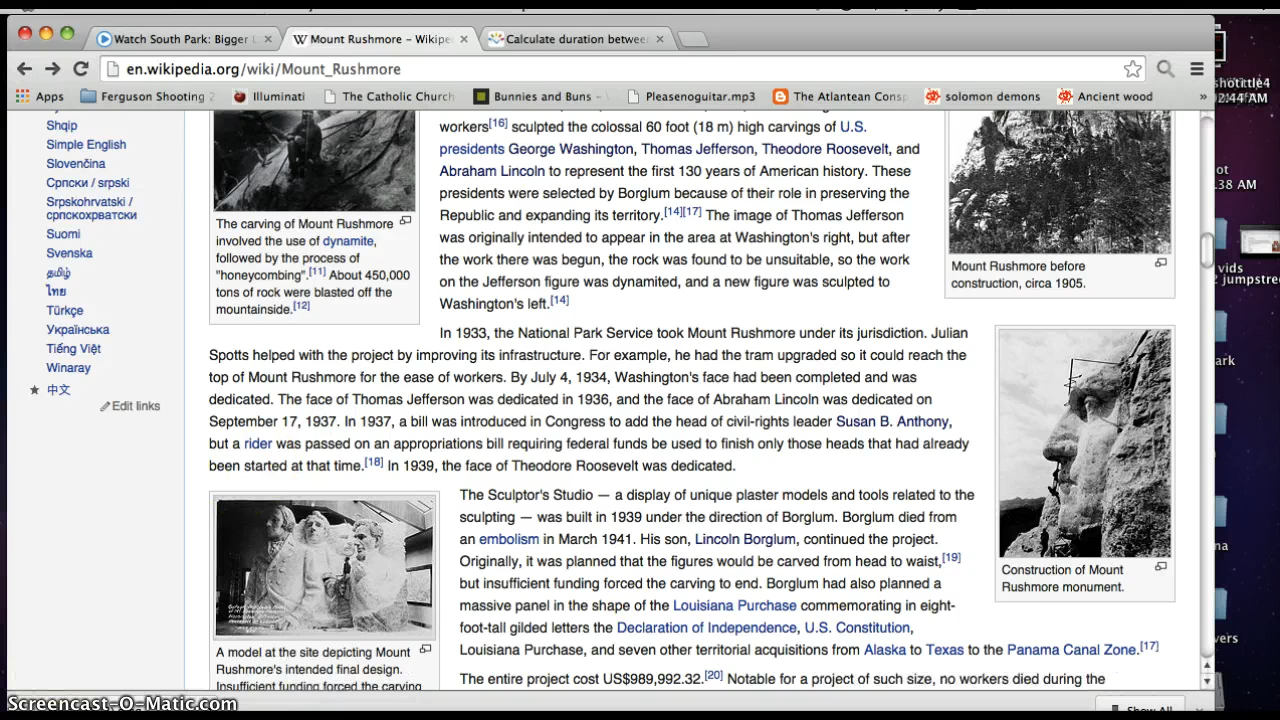 Watch South Park: Bigger
Mount Rushmore – Wikipe
Calculate duration between
en.wikipedia.org/wiki/Mount_Rushmore
Apps
Ferguson Shooting 2
Illuminati
The Catholic Church
Bunnies and Buns –
Pleasenoguitar.mp3
The Atlantean Consp
solomon demons
Ancient wood
»
Shqip
Simple English
Slovenčina
Српски / srpski
Srpskohrvatski /
српскохрватски
Suomi
Svenska
தமிழ்
ไทย
Türkçe
Українська
Tiếng Việt
Winaray
中文
Edit links
The carving of Mount Rushmore
involved the use of dynamite,
followed by the process of
"honeycombing".[11] About 450,000
tons of rock were blasted off the
mountainside.[12]
workers[16] sculpted the colossal 60 foot (18 m) high carvings of U.S.
presidents George Washington, Thomas Jefferson, Theodore Roosevelt, and
Abraham Lincoln to represent the first 130 years of American history. These
presidents were selected by Borglum because of their role in preserving the
Republic and expanding its territory.[14][17] The image of Thomas Jefferson
was originally intended to appear in the area at Washington's right, but after
the work there was begun, the rock was found to be unsuitable, so the work
on the Jefferson figure was dynamited, and a new figure was sculpted to
Washington's left.[14]
Mount Rushmore before
construction, circa 1905.
In 1933, the National Park Service took Mount Rushmore under its jurisdiction. Julian
Spotts helped with the project by improving its infrastructure. For example, he had the tram upgraded so it could reach the
top of Mount Rushmore for the ease of workers. By July 4, 1934, Washington's face had been completed and was
dedicated. The face of Thomas Jefferson was dedicated in 1936, and the face of Abraham Lincoln was dedicated on
September 17, 1937. In 1937, a bill was introduced in Congress to add the head of civil-rights leader Susan B. Anthony,
but a rider was passed on an appropriations bill requiring federal funds be used to finish only those heads that had already
been started at that time.[18] In 1939, the face of Theodore Roosevelt was dedicated.
Construction of Mount
Rushmore monument.
The Sculptor's Studio — a display of unique plaster models and tools related to the
sculpting — was built in 1939 under the direction of Borglum. Borglum died from
an embolism in March 1941. His son, Lincoln Borglum, continued the project.
Originally, it was planned that the figures would be carved from head to waist,[19]
but insufficient funding forced the carving to end. Borglum had also planned a
massive panel in the shape of the Louisiana Purchase commemorating in eight-
foot-tall gilded letters the Declaration of Independence, U.S. Constitution,
Louisiana Purchase, and seven other territorial acquisitions from Alaska to Texas to the Panama Canal Zone.[17]
The entire project cost US$989,992.32.[20] Notable for a project of such size, no workers died during the
A model at the site depicting Mount
Rushmore's intended final design.
Insufficient funding forced the carving
Show All
2:44 AM
:38 AM
vids
jumpstre
Screencast-O-Matic.com